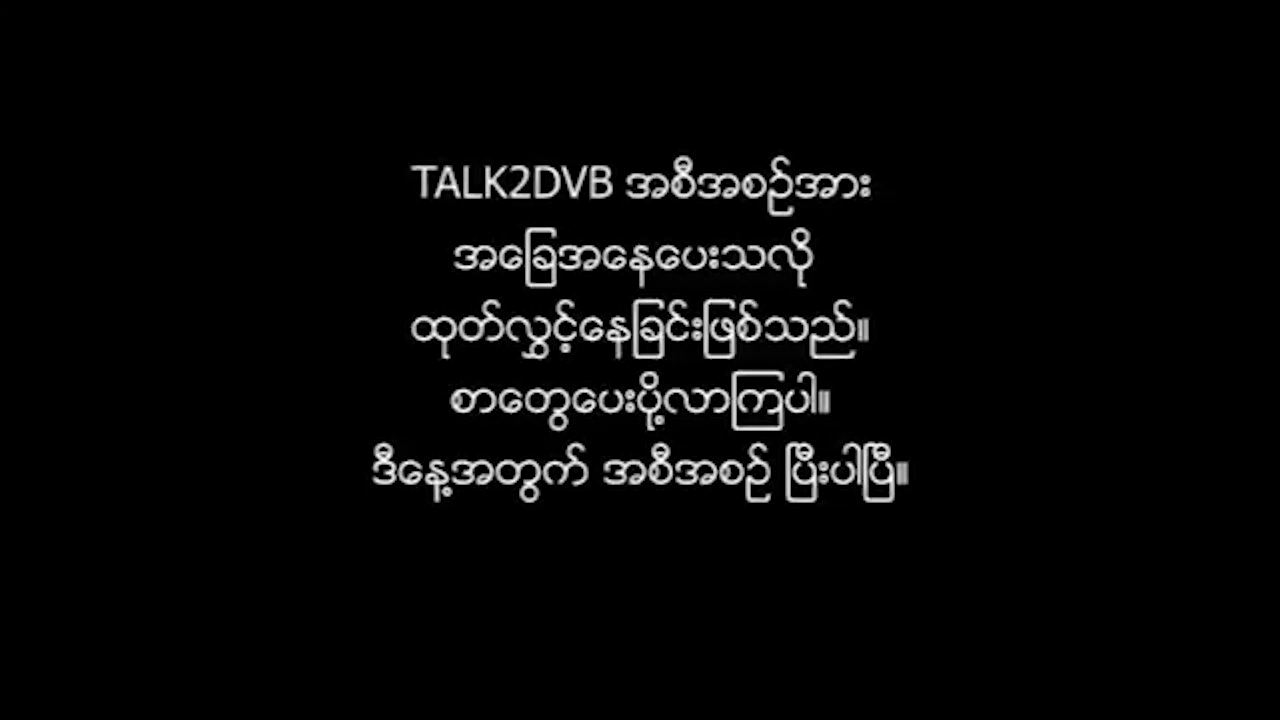 TALK2DVB အစီအစဉ်အား
အခြေအနေပေးသလို
ထုတ်လွှင့်နေခြင်းဖြစ်သည်။
စာတွေပေးပို့လာကြပါ။
ဒီနေ့အတွက် အစီအစဉ် ပြီးပါပြီ။